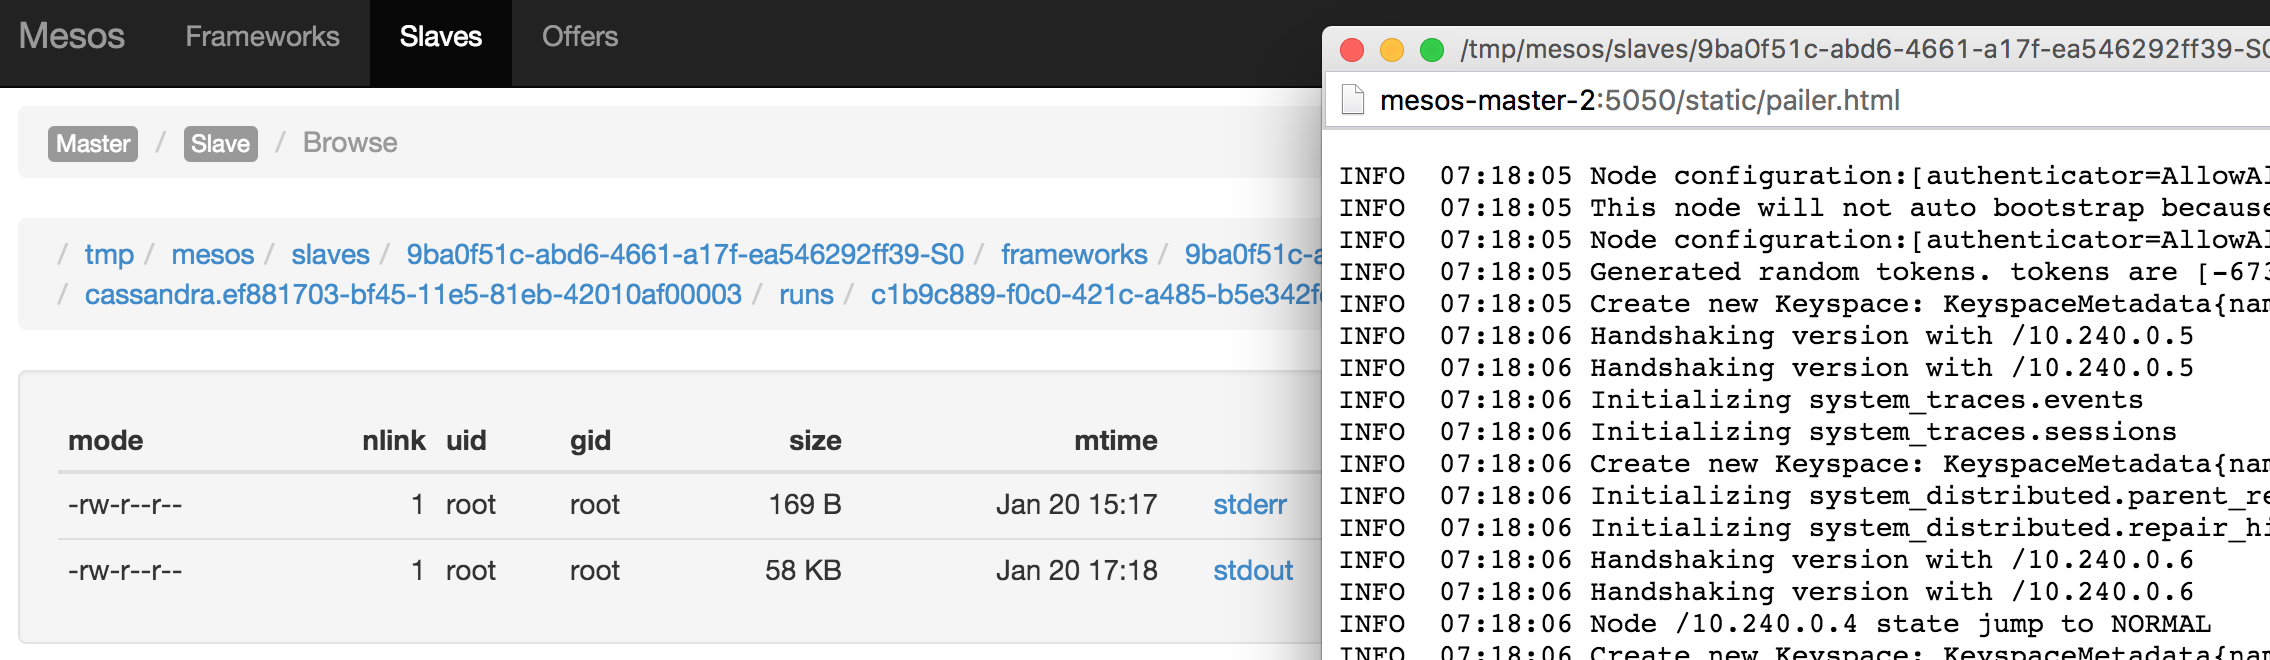 Mesos Frameworks Slaves Offers
Master / Slave / Browse
/ tmp / mesos / slaves / 9ba0f51c-abd6-4661-a17f-ea546292ff39-S0 / frameworks / 9ba0f51c-a
/ cassandra.ef881703-bf45-11e5-81eb-42010af00003 / runs / c1b9c889-f0c0-421c-a485-b5e342f
mode nlink uid gid size mtime
-rw-r--r-- 1 root root 169 B Jan 20 15:17 stderr
-rw-r--r-- 1 root root 58 KB Jan 20 17:18 stdout
/tmp/mesos/slaves/9ba0f51c-abd6-4661-a17f-ea546292ff39-S0
mesos-master-2:5050/static/pailer.html
INFO 07:18:05 Node configuration:[authenticator=AllowAl
INFO 07:18:05 This node will not auto bootstrap because
INFO 07:18:05 Node configuration:[authenticator=AllowAl
INFO 07:18:05 Generated random tokens. tokens are [-673
INFO 07:18:05 Create new Keyspace: KeyspaceMetadata{nam
INFO 07:18:06 Handshaking version with /10.240.0.5
INFO 07:18:06 Handshaking version with /10.240.0.5
INFO 07:18:06 Initializing system_traces.events
INFO 07:18:06 Initializing system_traces.sessions
INFO 07:18:06 Create new Keyspace: KeyspaceMetadata{nam
INFO 07:18:06 Initializing system_distributed.parent_re
INFO 07:18:06 Initializing system_distributed.repair_hi
INFO 07:18:06 Handshaking version with /10.240.0.6
INFO 07:18:06 Handshaking version with /10.240.0.6
INFO 07:18:06 Node /10.240.0.4 state jump to NORMAL
INFO 07:18:06 Create new Keyspace: KeyspaceMetadata{nam